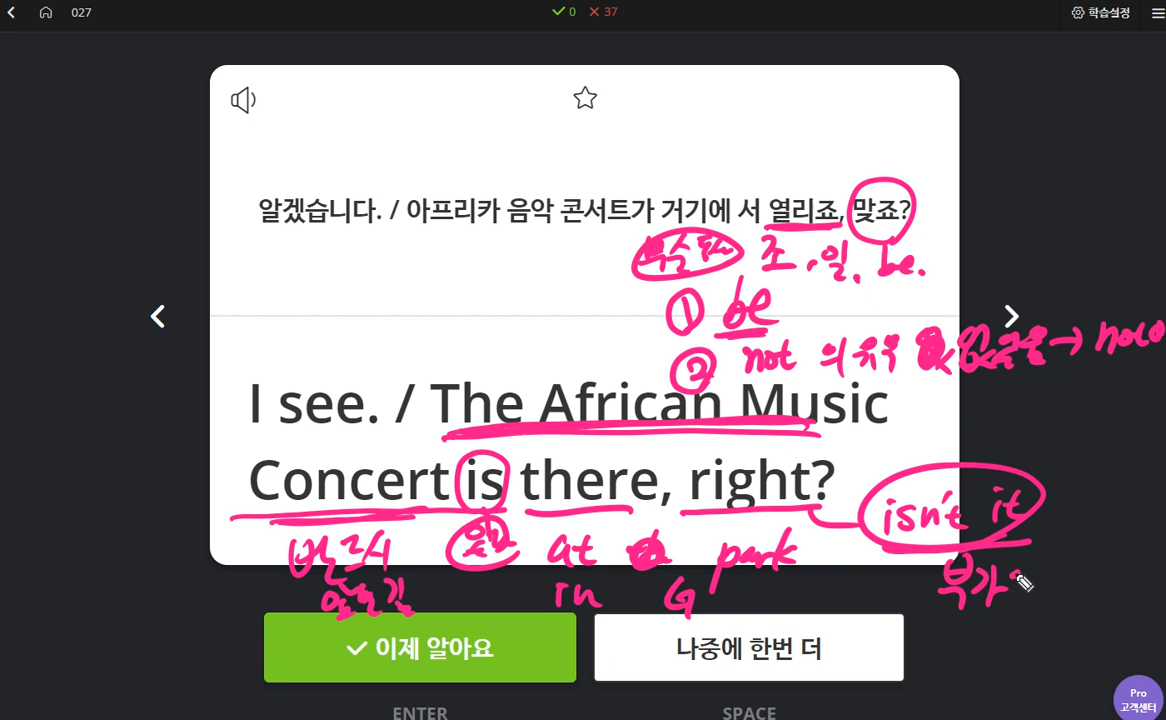 027
0
37
학습설정
알겠습니다. / 아프리카 음악 콘서트가 거기에 서 열리죠, 맞죠?
조, 일, be.
① be
② not 의 유무
I see. / The African Music
Concert is there, right?
isn't it
at park
in G
부가
이제 알아요
나중에 한번 더
ENTER
SPACE
Pro
고객센터